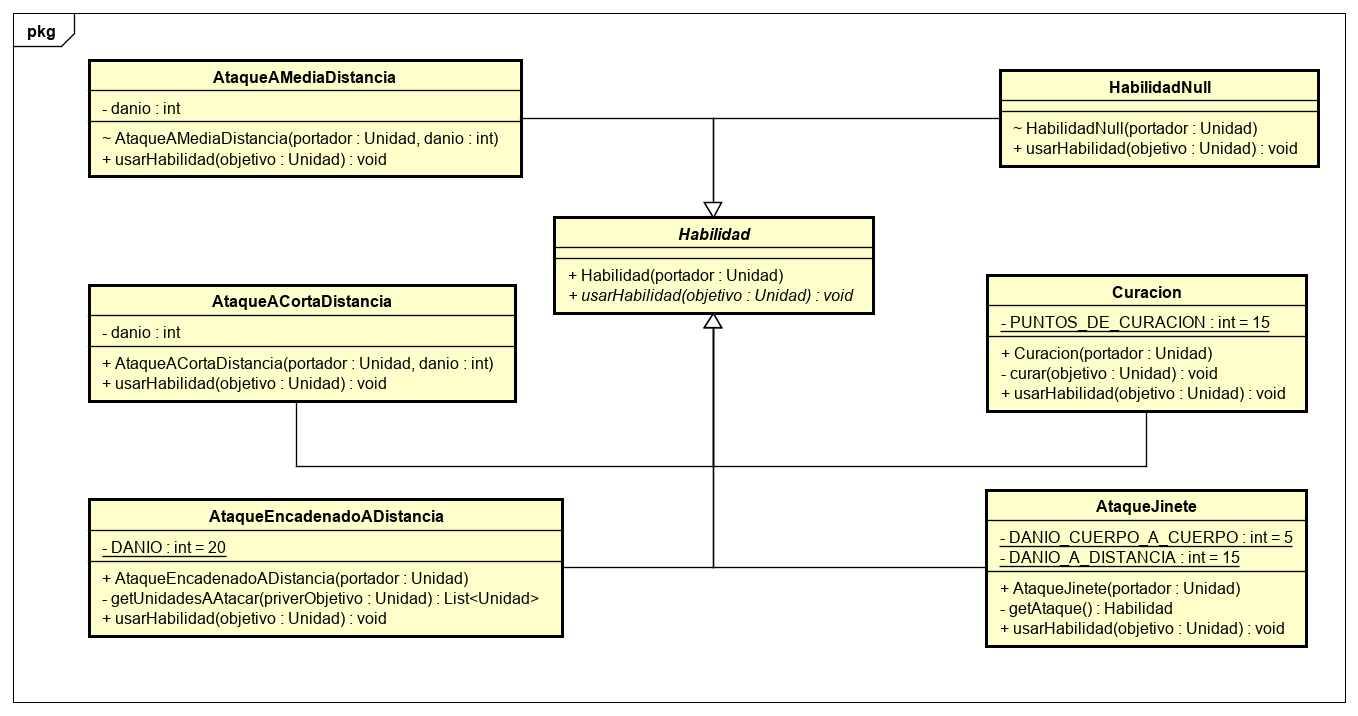 pkg
AtaqueAMediaDistancia
- danio : int
~ AtaqueAMediaDistancia(portador : Unidad, danio : int)
+ usarHabilidad(objetivo : Unidad) : void
HabilidadNull
~ HabilidadNull(portador : Unidad)
+ usarHabilidad(objetivo : Unidad) : void
Habilidad
+ Habilidad(portador : Unidad)
+ usarHabilidad(objetivo : Unidad) : void
AtaqueACortaDistancia
- danio : int
+ AtaqueACortaDistancia(portador : Unidad, danio : int)
+ usarHabilidad(objetivo : Unidad) : void
Curacion
- PUNTOS_DE_CURACION : int = 15
+ Curacion(portador : Unidad)
- curar(objetivo : Unidad) : void
+ usarHabilidad(objetivo : Unidad) : void
AtaqueEncadenadoADistancia
- DANIO : int = 20
+ AtaqueEncadenadoADistancia(portador : Unidad)
- getUnidadesAAtacar(priverObjetivo : Unidad) : List<Unidad>
+ usarHabilidad(objetivo : Unidad) : void
AtaqueJinete
- DANIO_CUERPO_A_CUERPO : int = 5
- DANIO_A_DISTANCIA : int = 15
+ AtaqueJinete(portador : Unidad)
- getAtaque() : Habilidad
+ usarHabilidad(objetivo : Unidad) : void